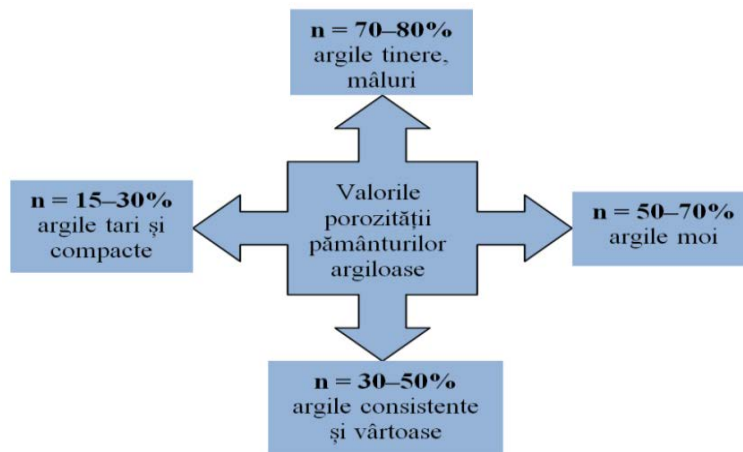 n = 70–80%
argile tinere,
mâluri
n = 15–30%
argile tari și
compacte
Valorile
porozității
pământurilor
argiloase
n = 50–70%
argile moi
n = 30–50%
argile consistente
și vârtoase